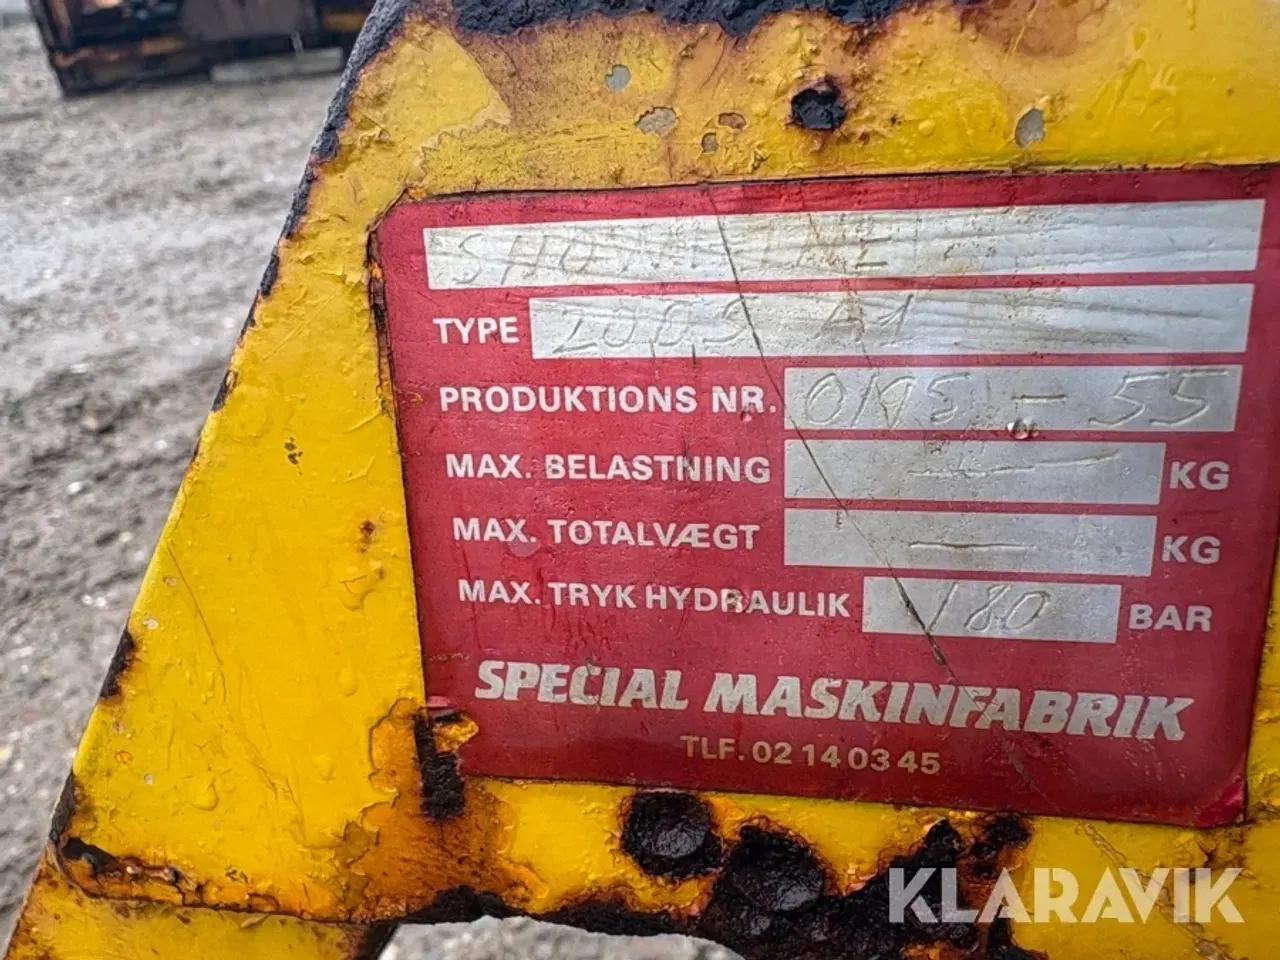 TYPE 2005 A1
PRODUKTIONS NR. 0195 - 55
MAX. BELASTNING — KG
MAX. TOTALVÆGT — KG
MAX. TRYK HYDRAULIK 180 BAR
SPECIAL MASKINFABRIK
TLF. 02 14 03 45
KLARAVIK